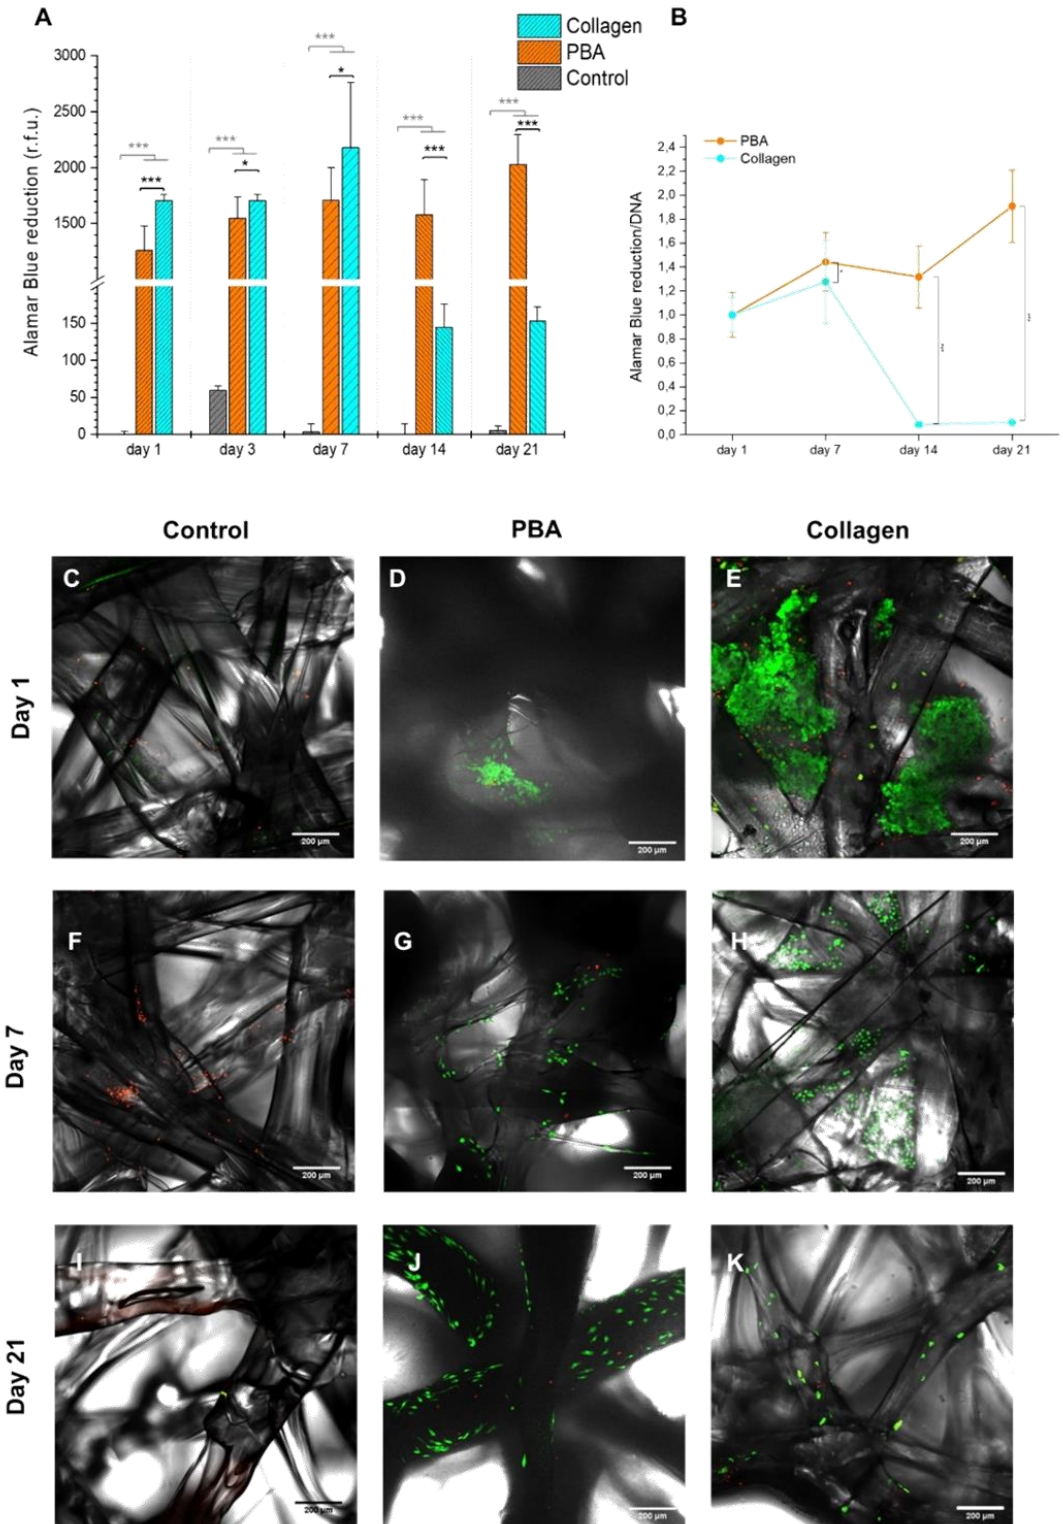 A
Collagen
PBA
Control
Alamar Blue reduction (r.f.u.)
3000
2500
2000
1500
150
100
50
0
***
***
***
*
***
*
***
***
***
***
day 1
day 3
day 7
day 14
day 21
B
PBA
Collagen
Alamar Blue reduction/DNA
2,4
2,2
2,0
1,8
1,6
1,4
1,2
1,0
0,8
0,6
0,4
0,2
0,0
day 1
day 7
day 14
day 21
Control
PBA
Collagen
Day 1
C
200 µm
D
200 µm
E
200 µm
Day 7
F
200 µm
G
200 µm
H
200 µm
Day 21
I
200 µm
J
200 µm
K
200 µm